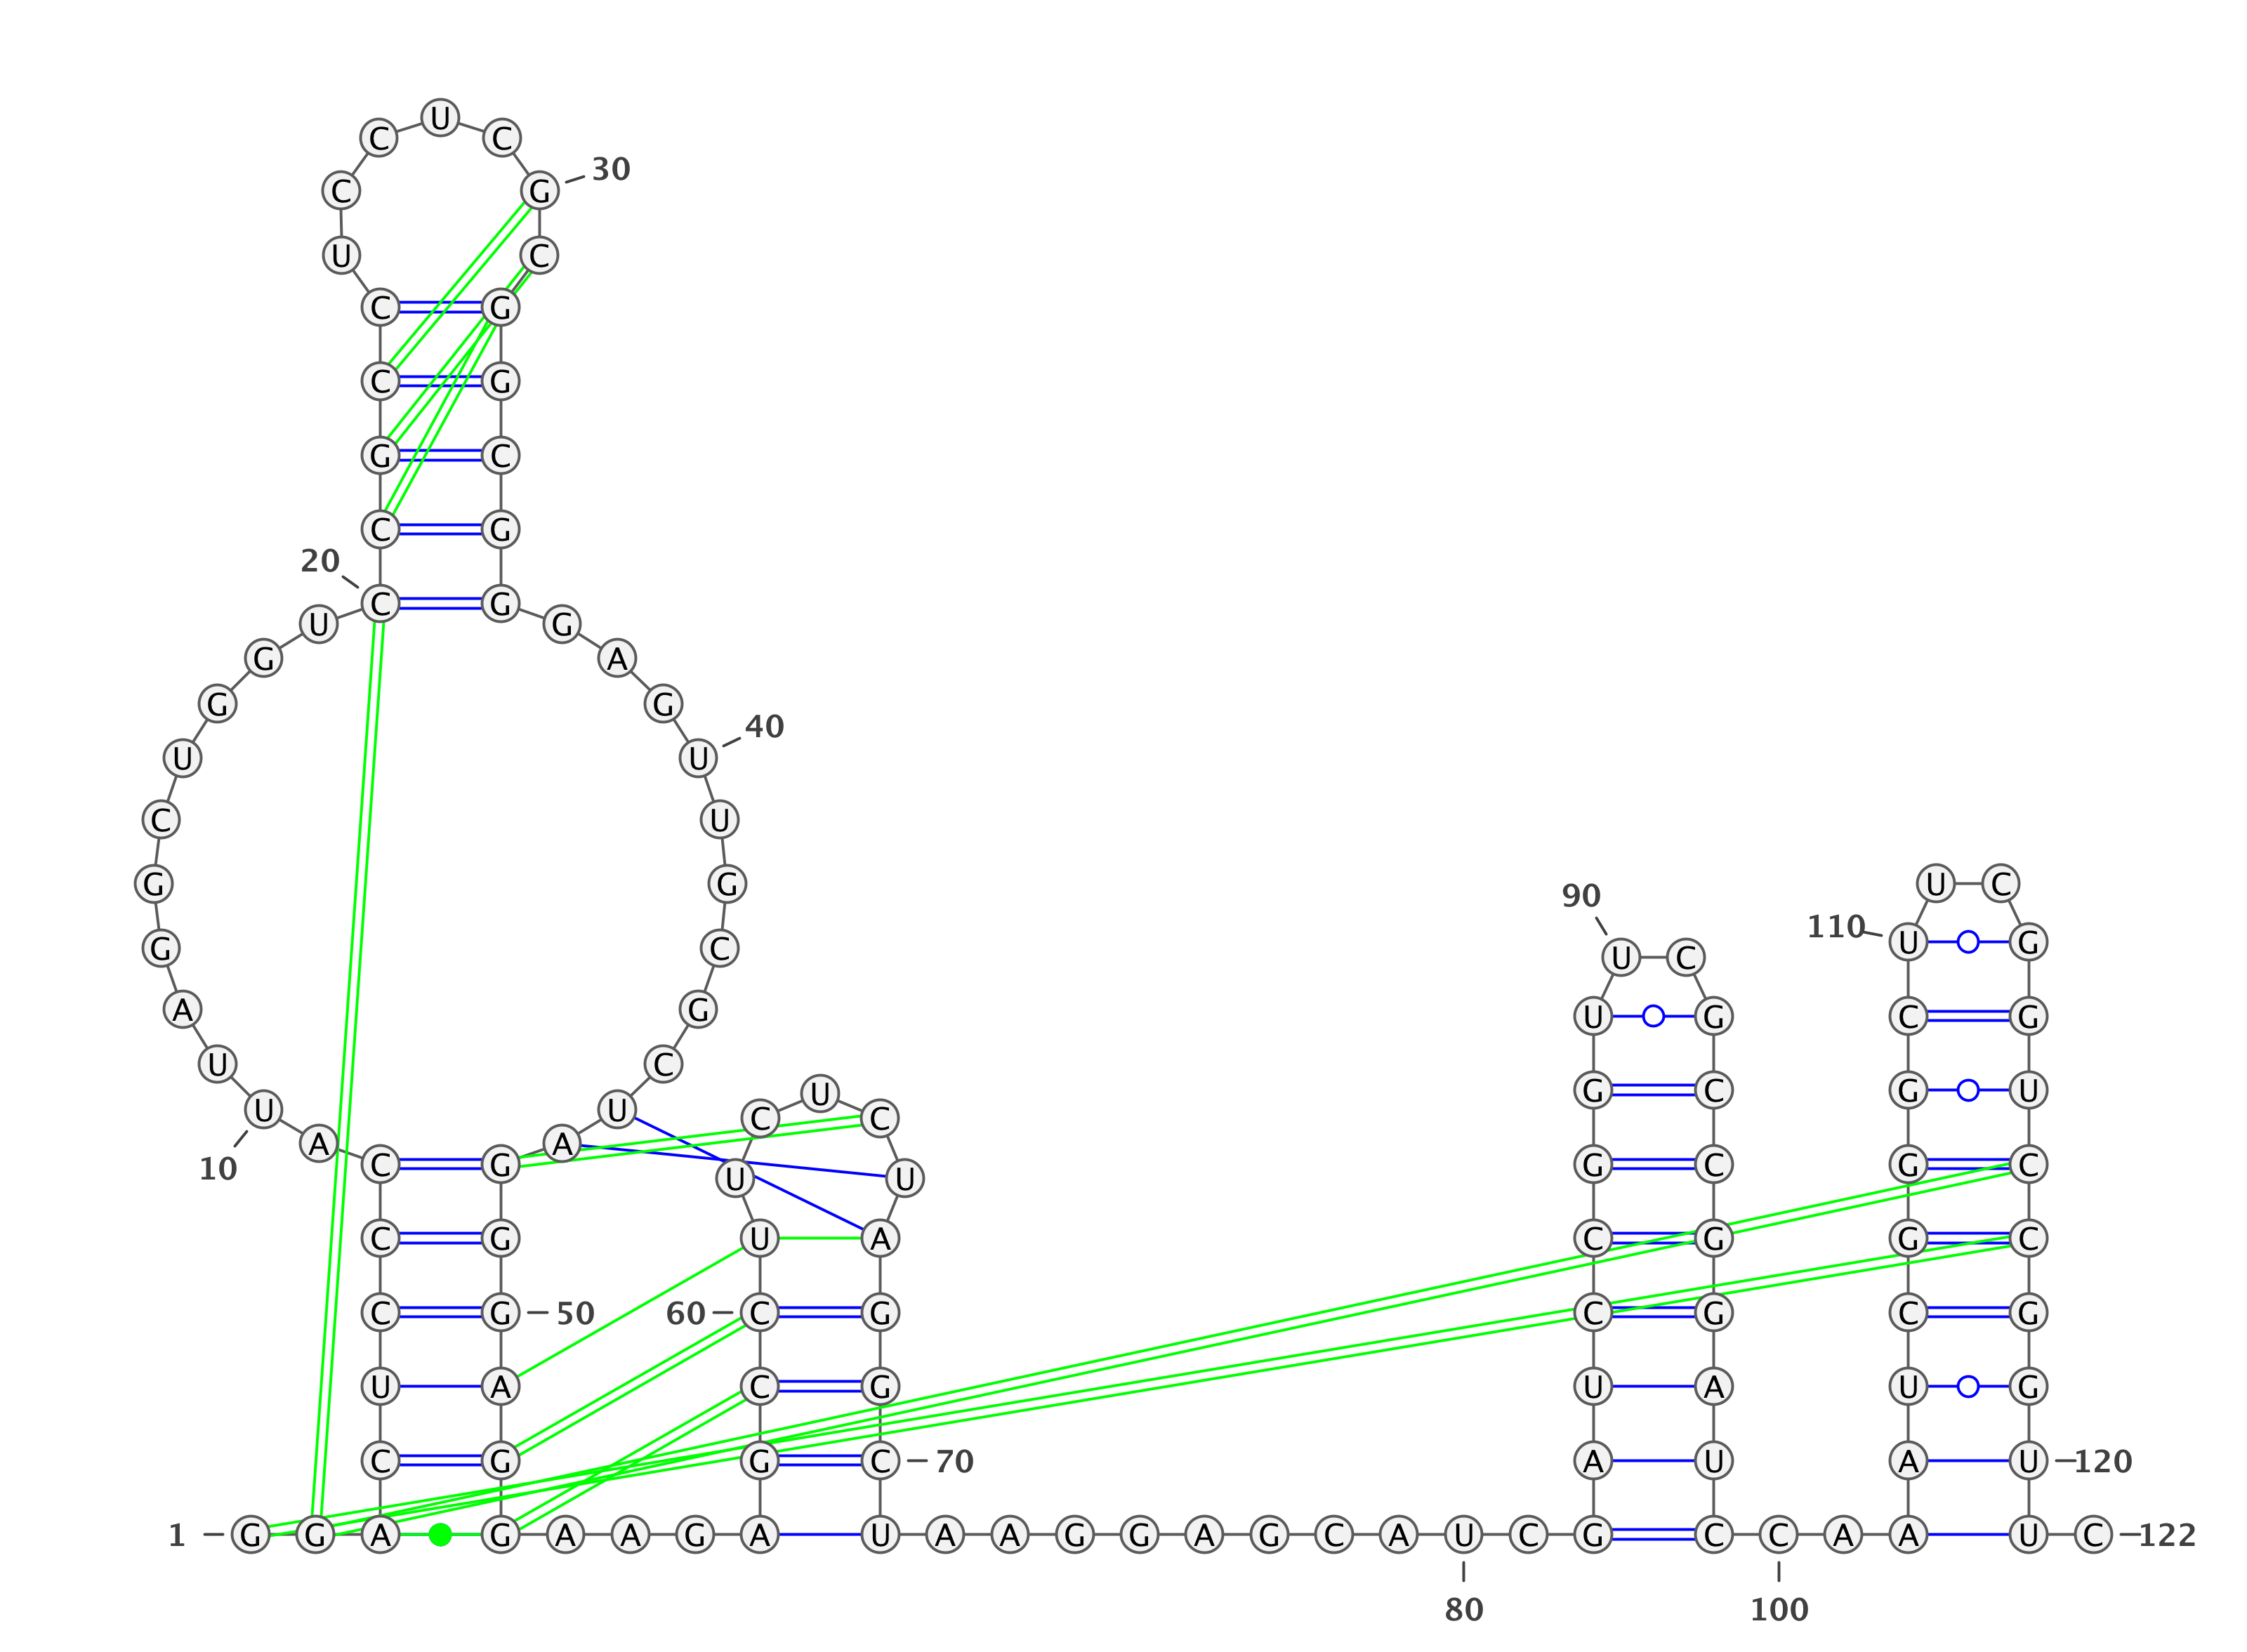 U
C C
30
C G
U C
C G
C G
G C
C G
20
C G
U G
G A
G G
40
U U
C U
G G U C
90
110 U G
G C U C
A G U G C G
U C
U U C U C G C G U
A C G U U
10
C G C G G C
C G U A C G G C
C G 50 60 C G C G C G
U A C G U A U G
C G G C 70 A U A U 120
1 G G A G A A G A U A A G G A G C A U C G C C A A U C 122
80 100